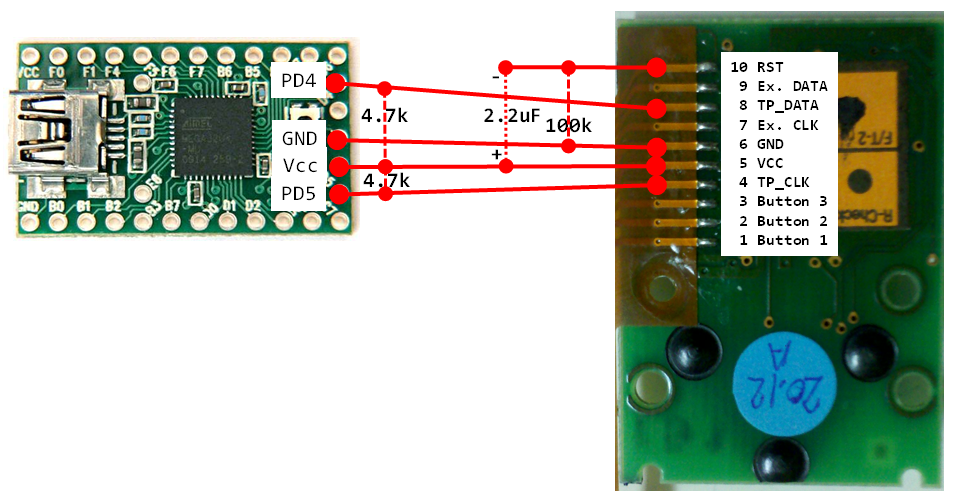 VCC F0 F1 F4 F6 F7 B6 B5
PD4
GND
Vcc
PD5
GND B0 B1 B2 B7 D1 D2
4.7k
4.7k
-
2.2uF
+
100k
10 RST
9 Ex. DATA
8 TP_DATA
7 Ex. CLK
6 GND
5 VCC
4 TP_CLK
3 Button 3
2 Button 2
1 Button 1
R-Check
20.12
A